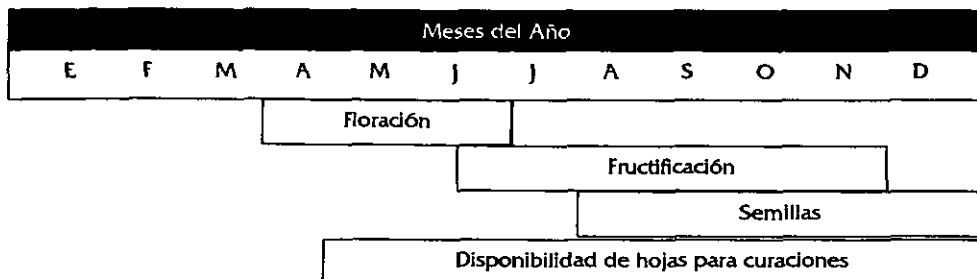 Meses del Año
E F M A M J J A S O N D
Floración
Fructificación
Semillas
Disponibilidad de hojas para curaciones